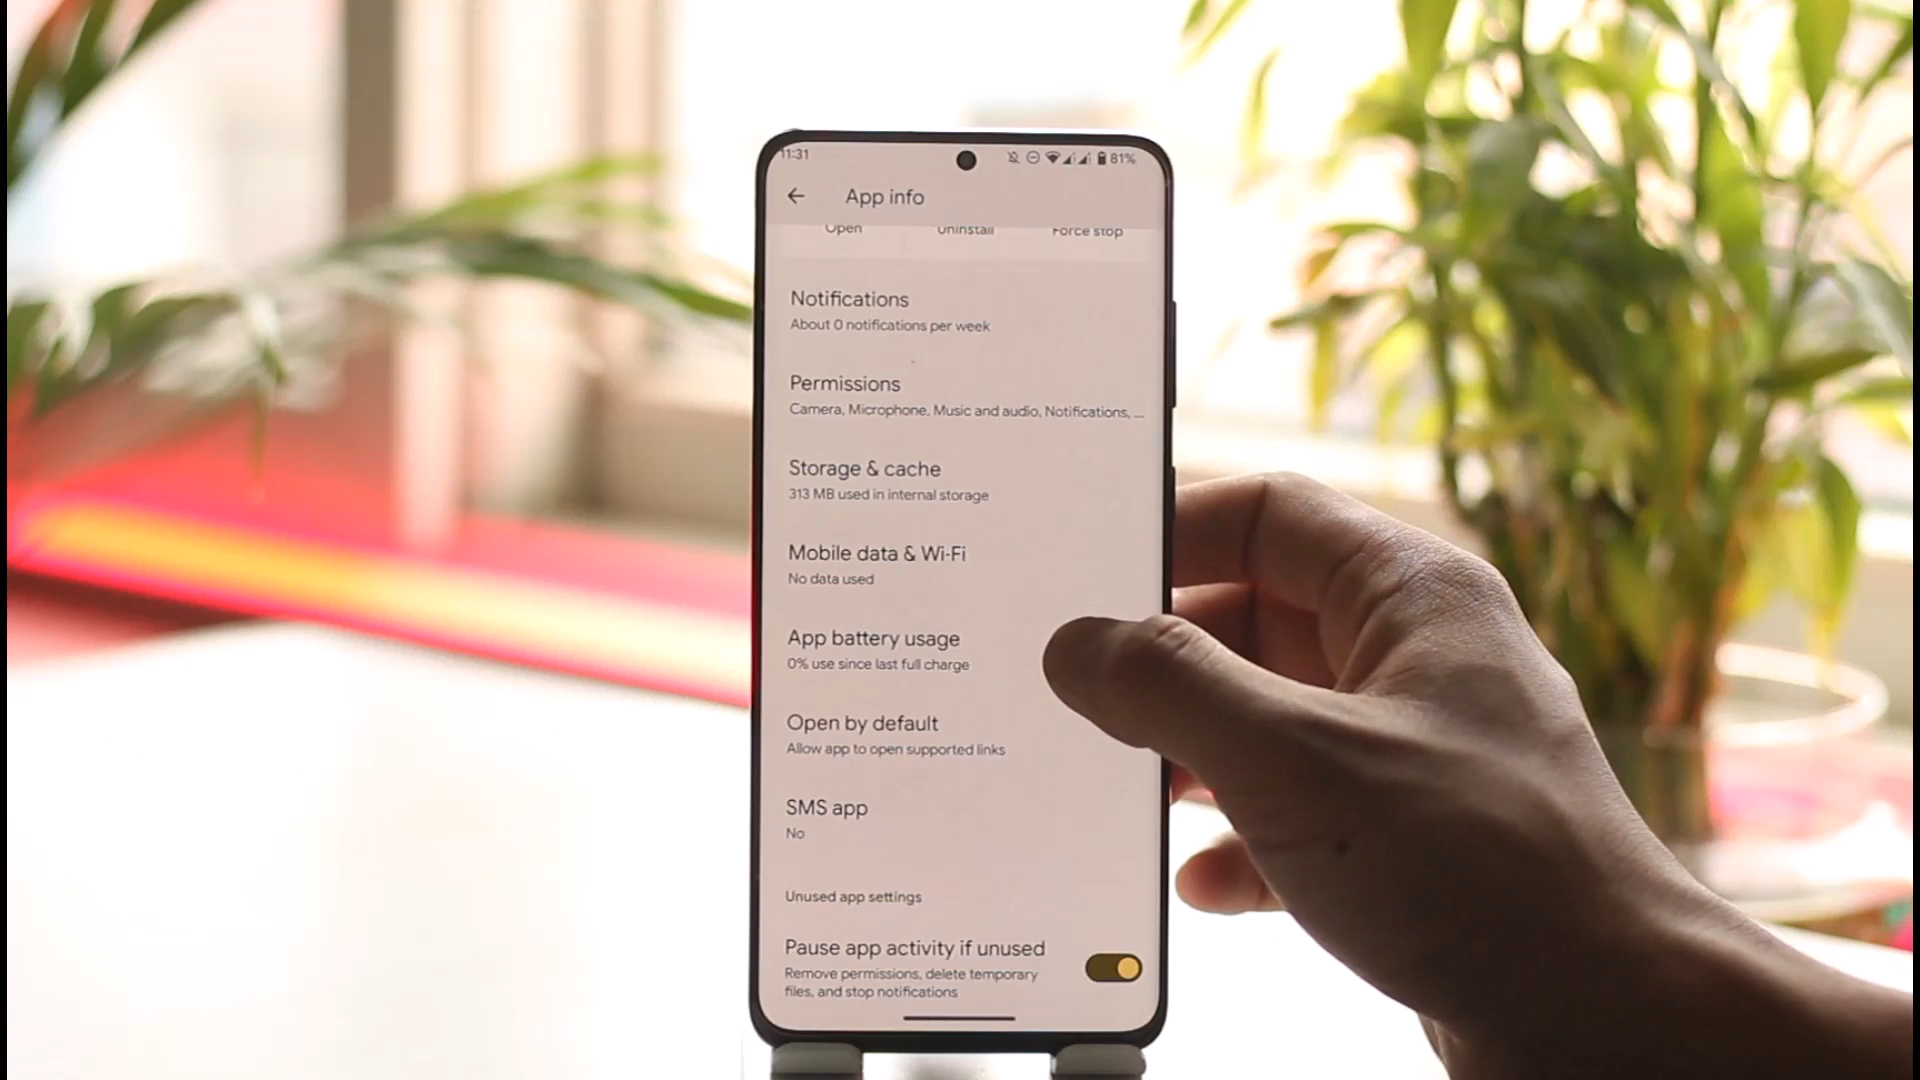 11:31
81%
App info
Open
Uninstall
Force stop
Notifications
About 0 notifications per week
Permissions
Camera, Microphone, Music and audio, Notifications, ...
Storage & cache
313 MB used in internal storage
Mobile data & Wi-Fi
No data used
App battery usage
0% use since last full charge
Open by default
Allow app to open supported links
SMS app
No
Unused app settings
Pause app activity if unused
Remove permissions, delete temporary
files, and stop notifications